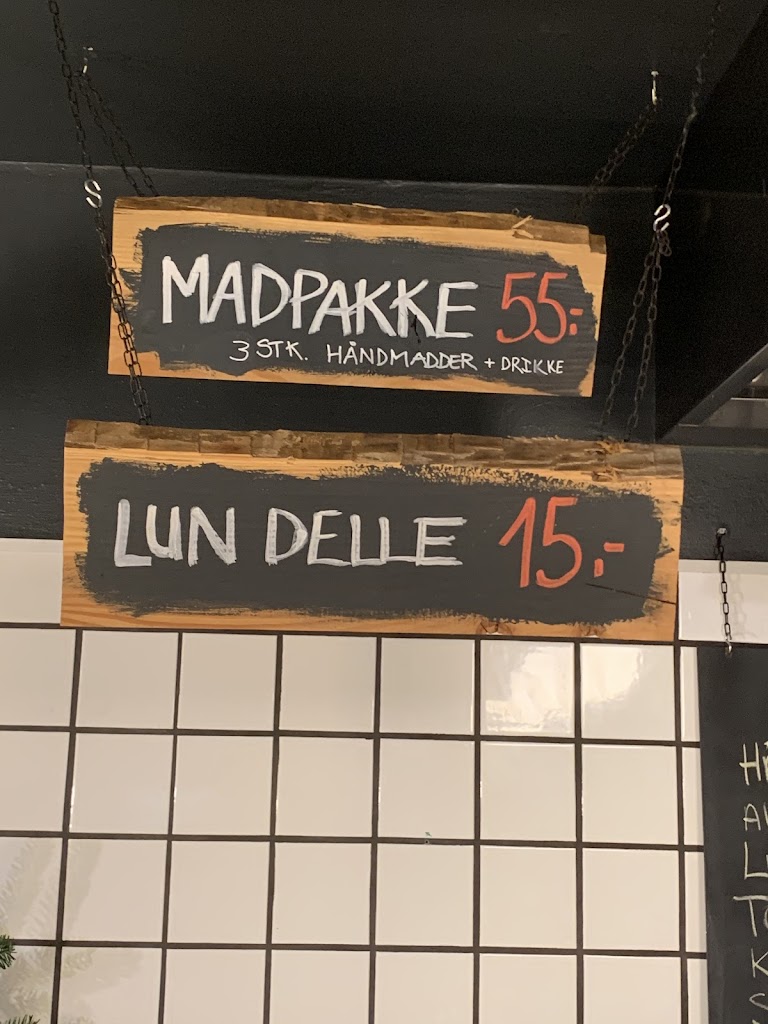 MADPAKKE 55:-
3 STK. HÅNDMADDER + DRIKKE
LUN DELLE 15.-